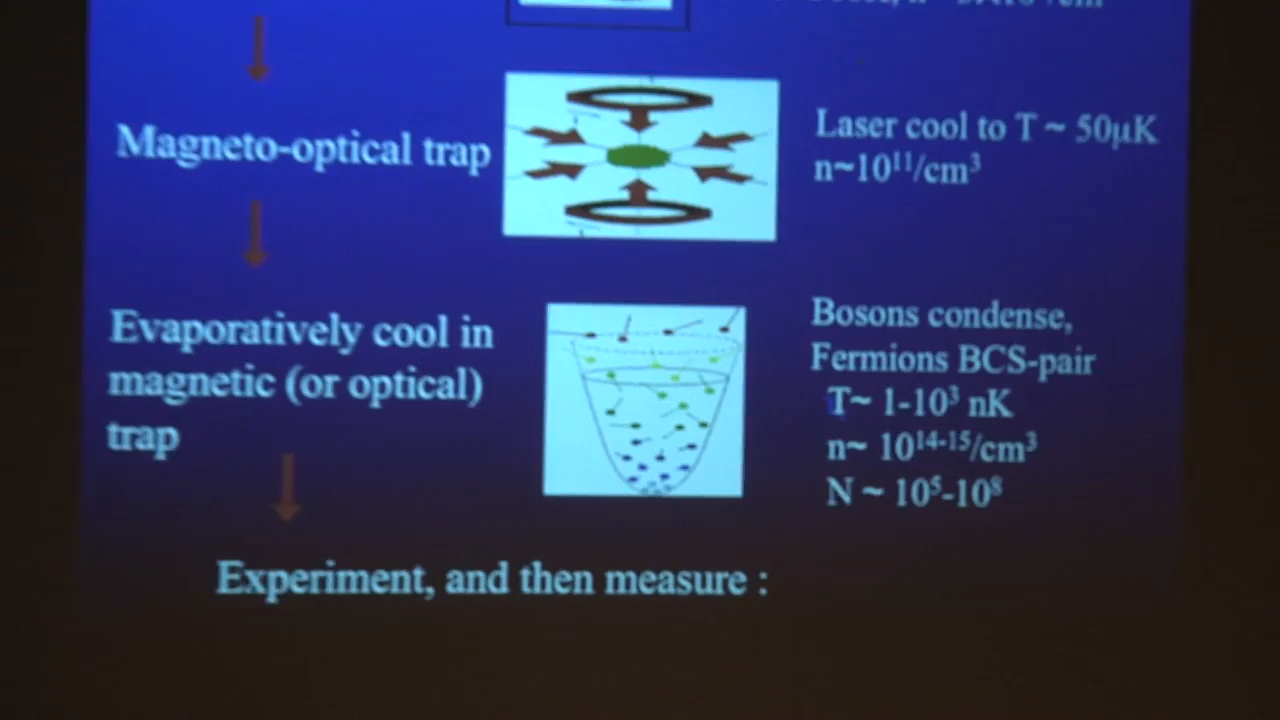 Magneto-optical trap
Laser cool to T ~ 50μK
n~10¹¹/cm³
Evaporatively cool in
magnetic (or optical)
trap
Bosons condense,
Fermions BCS-pair
T~ 1-10³ nK
n~ 10¹⁴⁻¹⁵/cm³
N ~ 10⁵-10⁸
Experiment, and then measure :